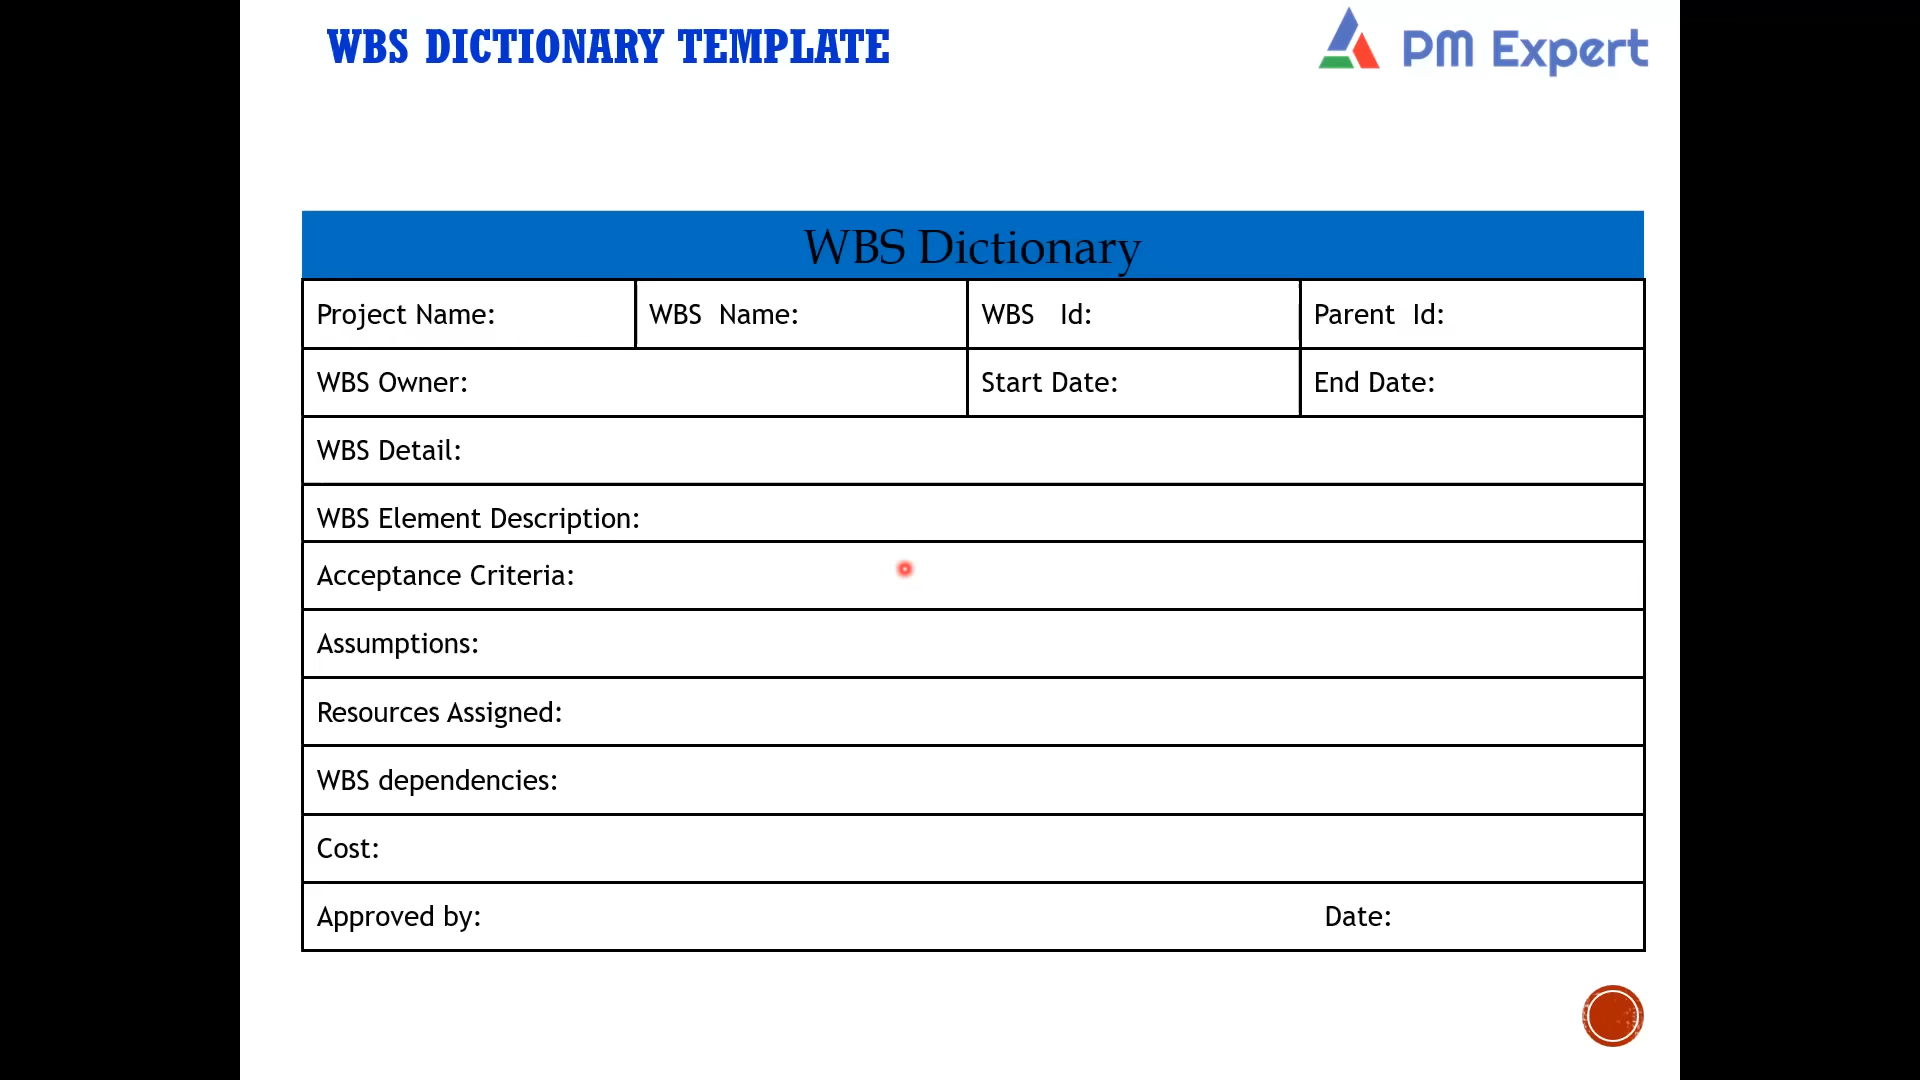 WBS DICTIONARY TEMPLATE
PM Expert
WBS Dictionary
Project Name: WBS Name: WBS Id: Parent Id:
WBS Owner: Start Date: End Date:
WBS Detail:
WBS Element Description:
Acceptance Criteria:
Assumptions:
Resources Assigned:
WBS dependencies:
Cost:
Approved by: Date: